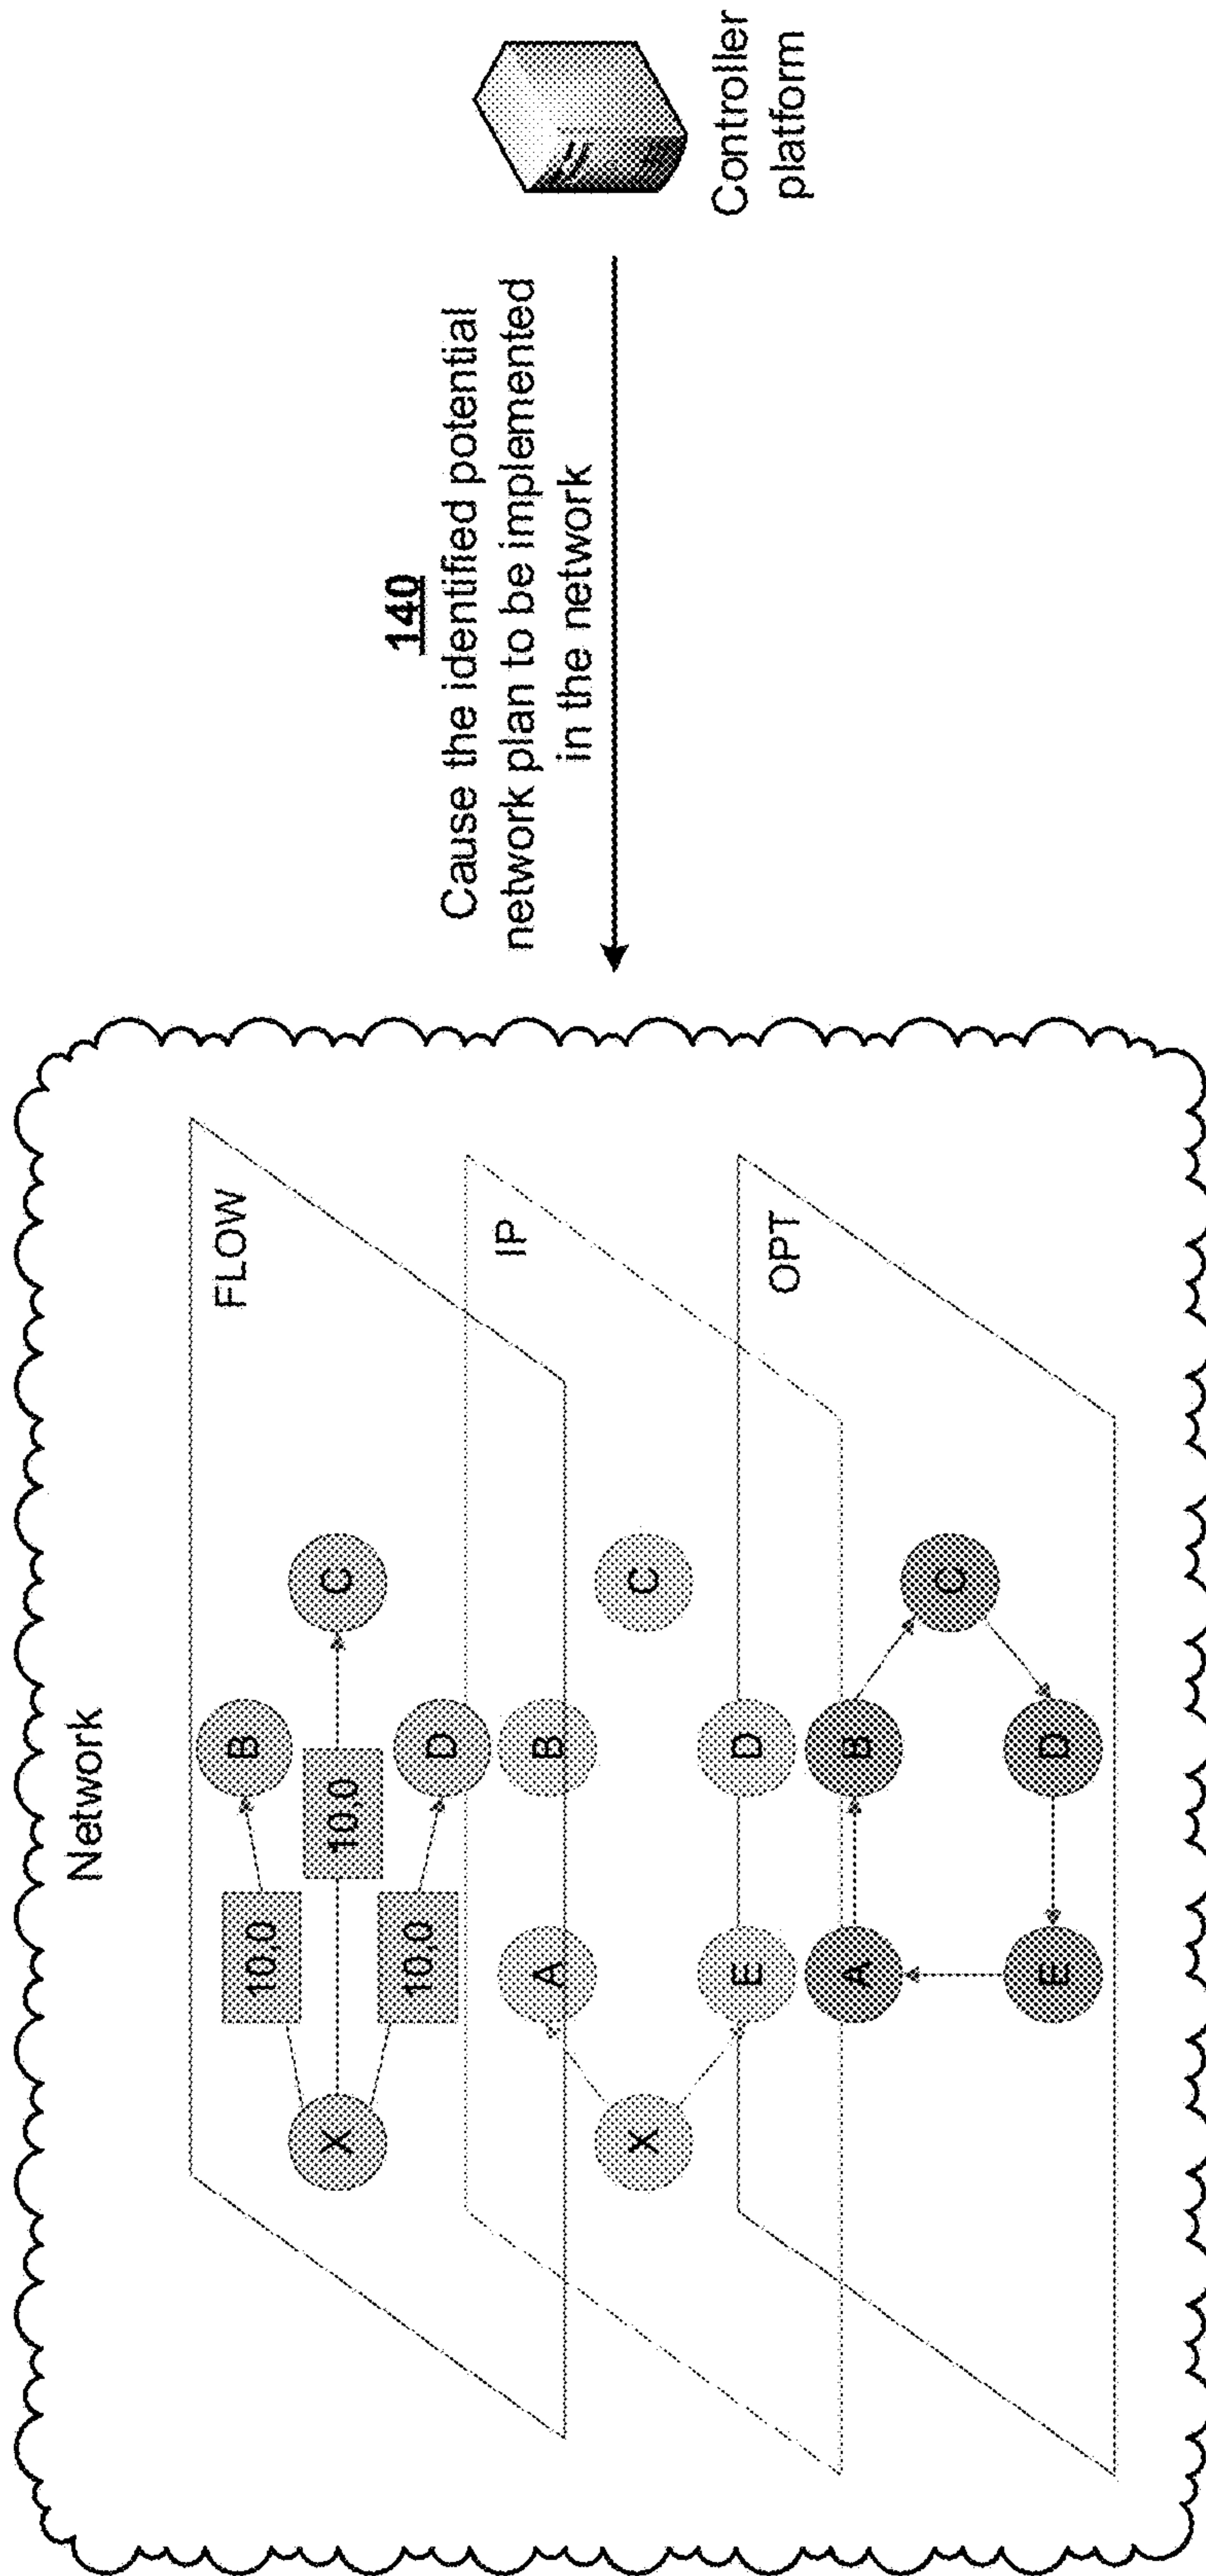 Network
FLOW
B
10,0
X
10,0
C
10,0
D
IP
A
B
X
C
E
D
OPT
A
B
C
E
D
140
Cause the identified potential
network plan to be implemented
in the network
Controller
platform